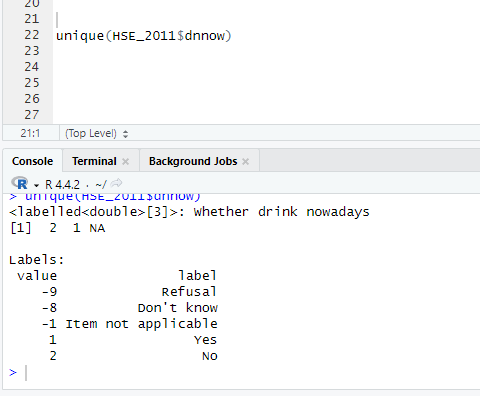 20
21
22 unique(HSE_2011$dnnow)
23
24
25
26
27
21:1 (Top Level)
Console Terminal Background Jobs
R R 4.4.2 · ~/
> unique(HSE_2011$dnnow)
<labelled<double>[3]>: Whether drink nowadays
[1]  2  1 NA
Labels:
 value               label
    -9             Refusal
    -8          Don't know
    -1 Item not applicable
     1                 Yes
     2                  No
>